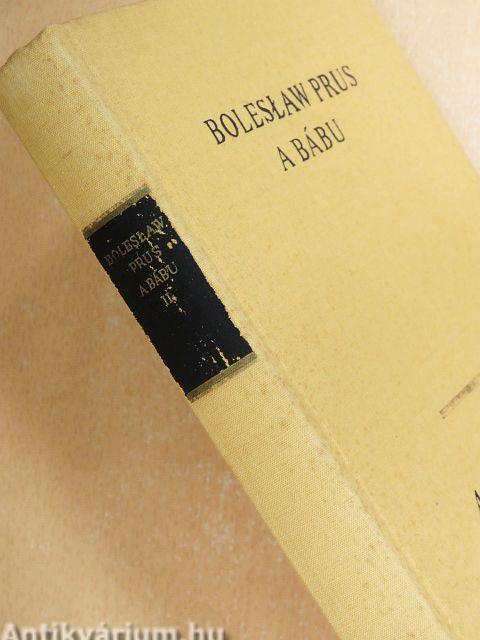 BOLESŁAW PRUS
A BÁBU
BOLESŁAW
PRUS
A BÁBU
II
Antikvárium.hu